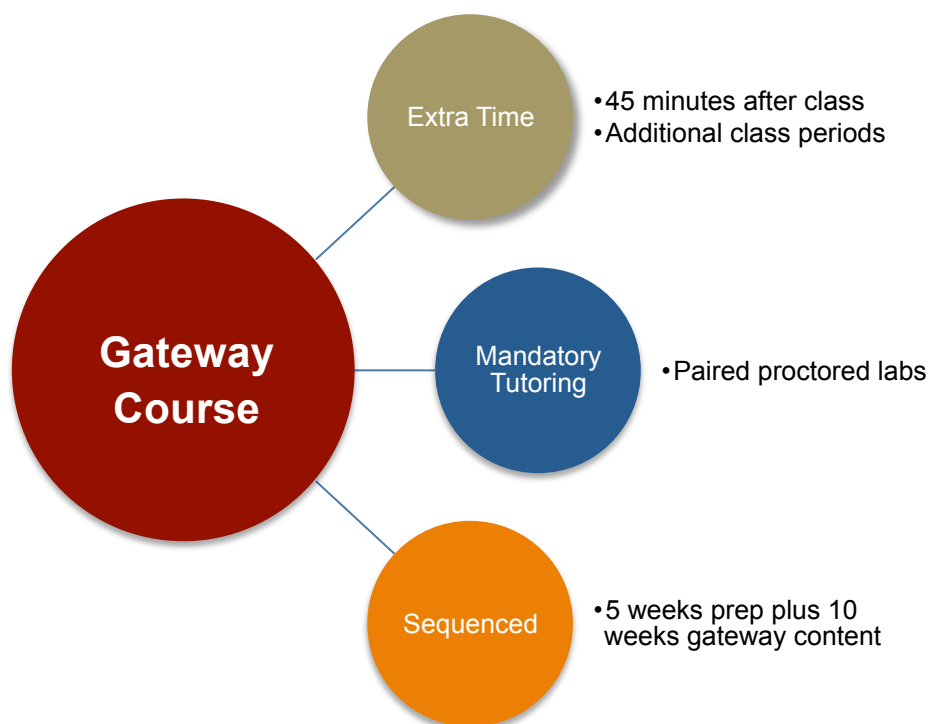 Extra Time
•45 minutes after class
•Additional class periods
Gateway
Course
Mandatory
Tutoring
•Paired proctored labs
Sequenced
•5 weeks prep plus 10
weeks gateway content